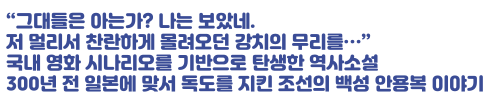 “그대들은 아는가? 나는 보았네.
저 멀리서 찬란하게 몰려오던 강치의 무리를…”
국내 영화 시나리오를 기반으로 탄생한 역사소설
300년 전 일본에 맞서 독도를 지킨 조선의 백성 안용복 이야기